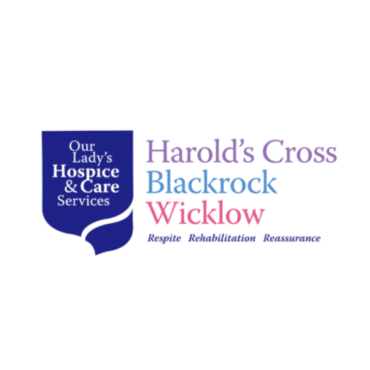 Our
Lady's
Hospice
& Care
Services
Harold's Cross
Blackrock
Wicklow
Respite Rehabilitation Reassurance